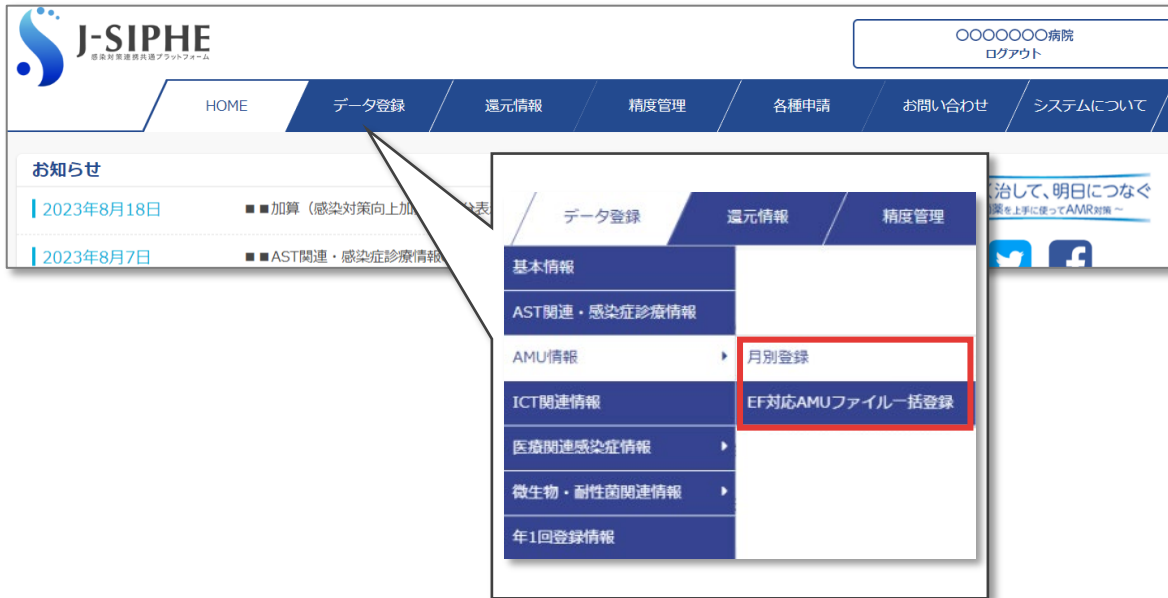 J-SIPHE
感染対策連携共通プラットフォーム
〇〇〇〇〇〇〇病院
ログアウト
HOME
データ登録
還元情報
精度管理
各種申請
お問い合わせ
システムについて
お知らせ
2023年8月18日
■■加算（感染対策向上加
分表
2023年8月7日
■■AST関連・感染症診療情報
治して、明日につなぐ
薬を上手に使ってAMR対策 ～
データ登録
還元情報
精度管理
基本情報
AST関連・感染症診療情報
AMU情報
月別登録
ICT関連情報
EF対応AMUファイル一括登録
医療関連感染症情報
微生物・耐性菌関連情報
年1回登録情報